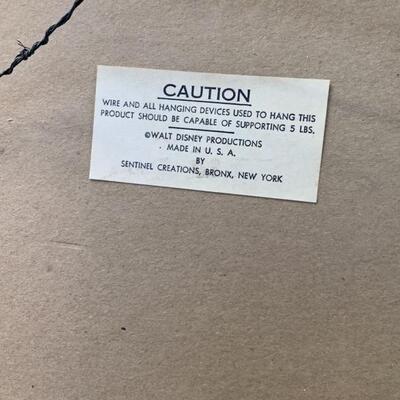 CAUTION
WIRE AND ALL HANGING DEVICES USED TO HANG THIS
PRODUCT SHOULD BE CAPABLE OF SUPPORTING 5 LBS.
©WALT DISNEY PRODUCTIONS
MADE IN U. S. A.
BY
SENTINEL CREATIONS, BRONX, NEW YORK